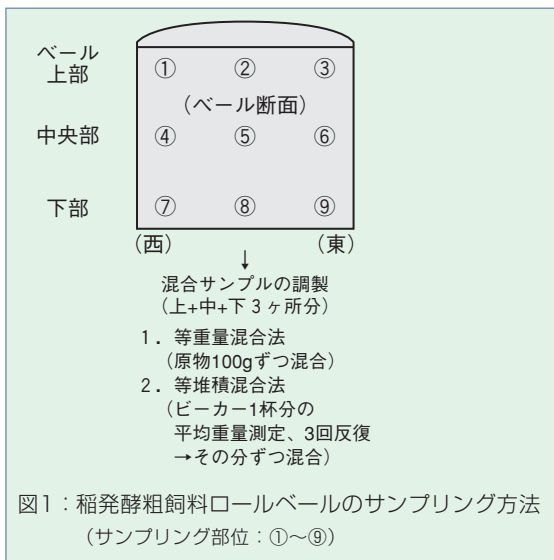 ベール
上部
① ② ③
（ベール断面）
中央部
④ ⑤ ⑥
下部
⑦ ⑧ ⑨
（西） （東）
↓
混合サンプルの調製
（上+中+下３ヶ所分）
１．等重量混合法
（原物100gずつ混合）
２．等堆積混合法
（ビーカー1杯分の
平均重量測定、3回反復
→その分ずつ混合）
図1：稲発酵粗飼料ロールベールのサンプリング方法
（サンプリング部位：①～⑨）